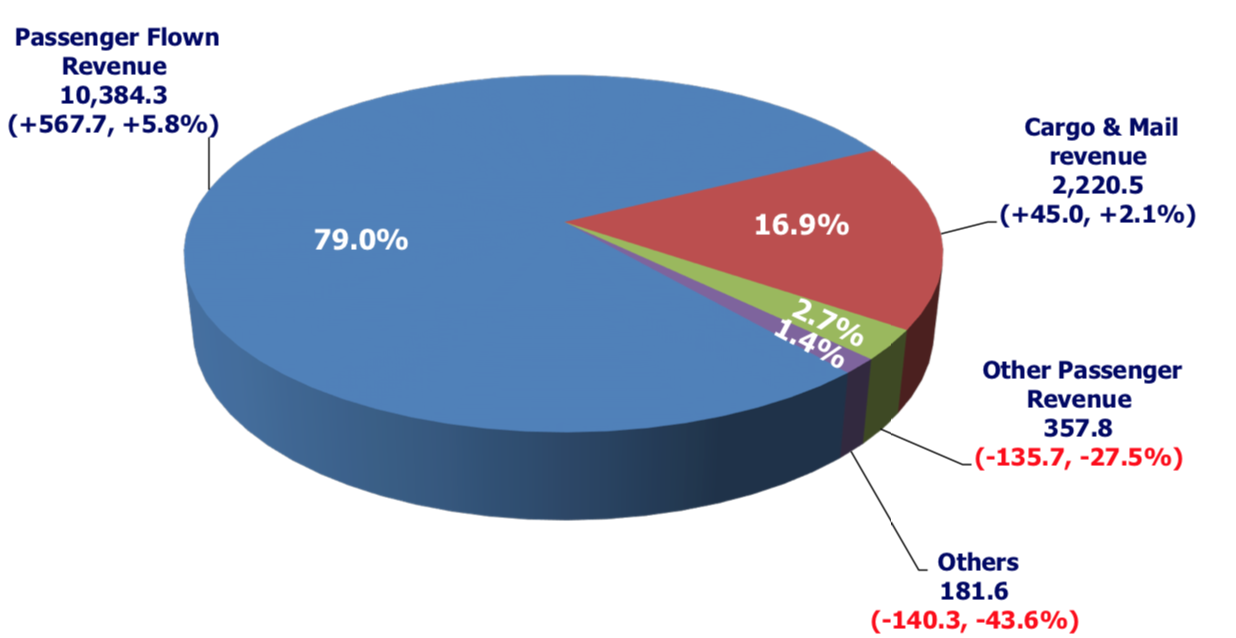 Passenger Flown
Revenue
10,384.3
(+567.7, +5.8%)
Cargo & Mail
revenue
2,220.5
(+45.0, +2.1%)
79.0%
16.9%
2.7%
1.4%
Other Passenger
Revenue
357.8
(-135.7, -27.5%)
Others
181.6
(-140.3, -43.6%)